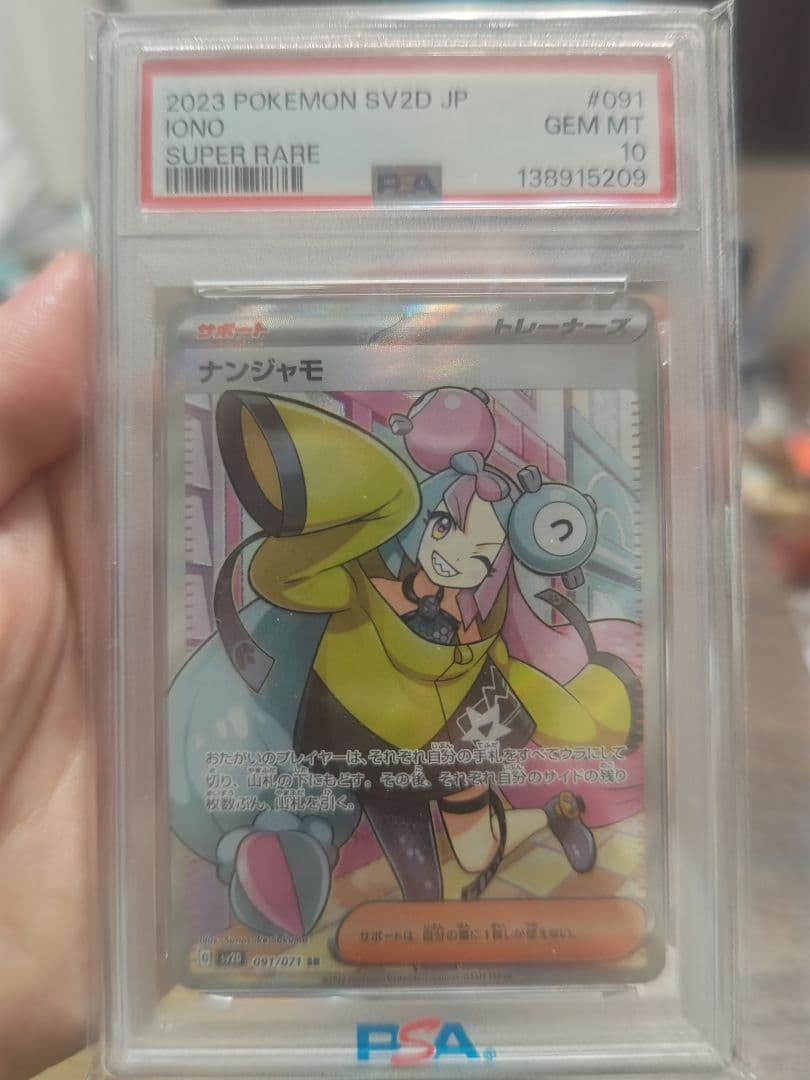 2023 POKEMON SV2D JP #091
IONO GEM MT
SUPER RARE 10
PSA 138915209
サポート トレーナーズ
ナンジャモ
おたがいのプレイヤーは、それぞれ自分の手札をすべてウラにして
切り、山札の下にもどす。その後、それぞれ自分のサイドの残り
枚数ぶん、山札を引く。
サポートは、自分の番に1枚しか使えない。
G sv2D 091/071 SR
PSA